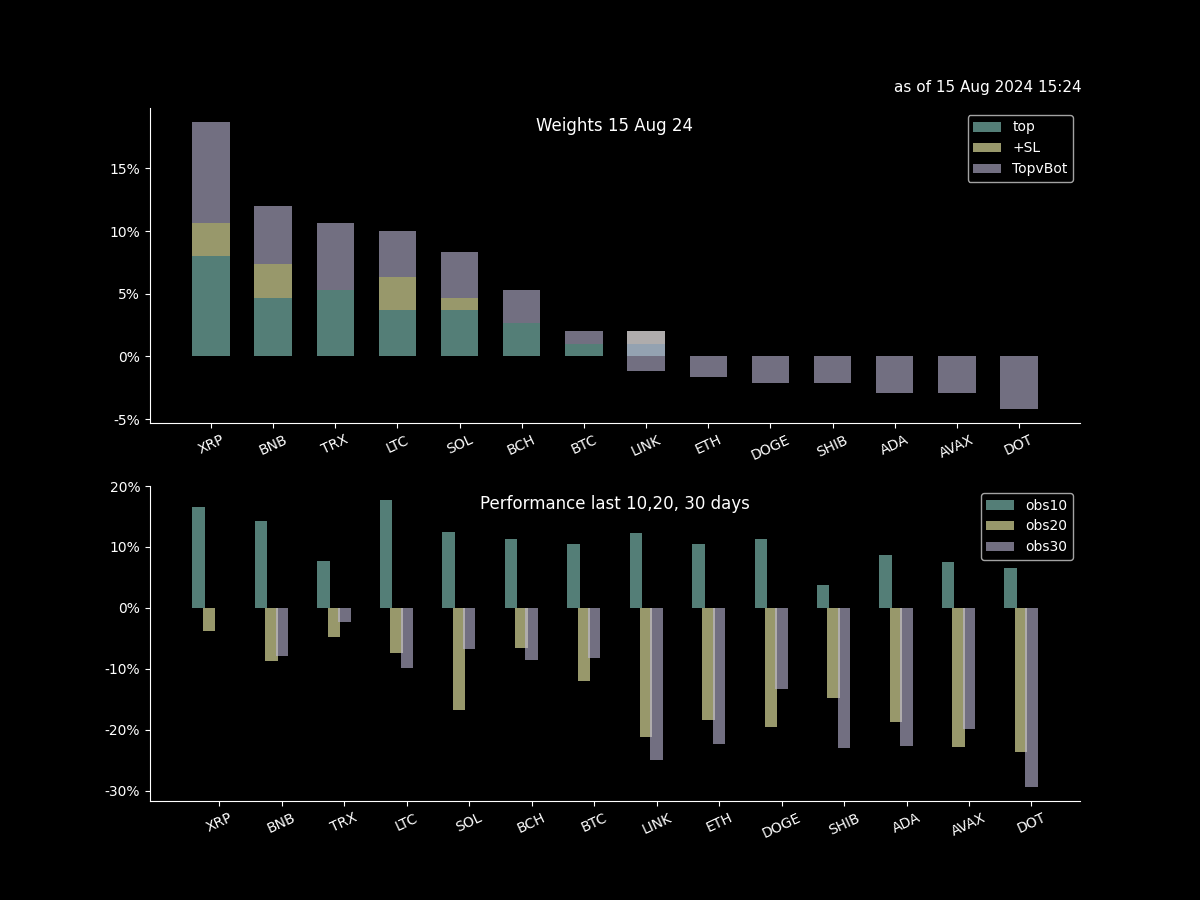 as of 15 Aug 2024 15:24
Weights 15 Aug 24
top
+SL
TopvBot
15%
10%
5%
0%
-5%
XRP BNB TRX LTC SOL BCH BTC LINK ETH DOGE SHIB ADA AVAX DOT
Performance last 10,20, 30 days
obs10
obs20
obs30
20%
10%
0%
-10%
-20%
-30%
XRP BNB TRX LTC SOL BCH BTC LINK ETH DOGE SHIB ADA AVAX DOT